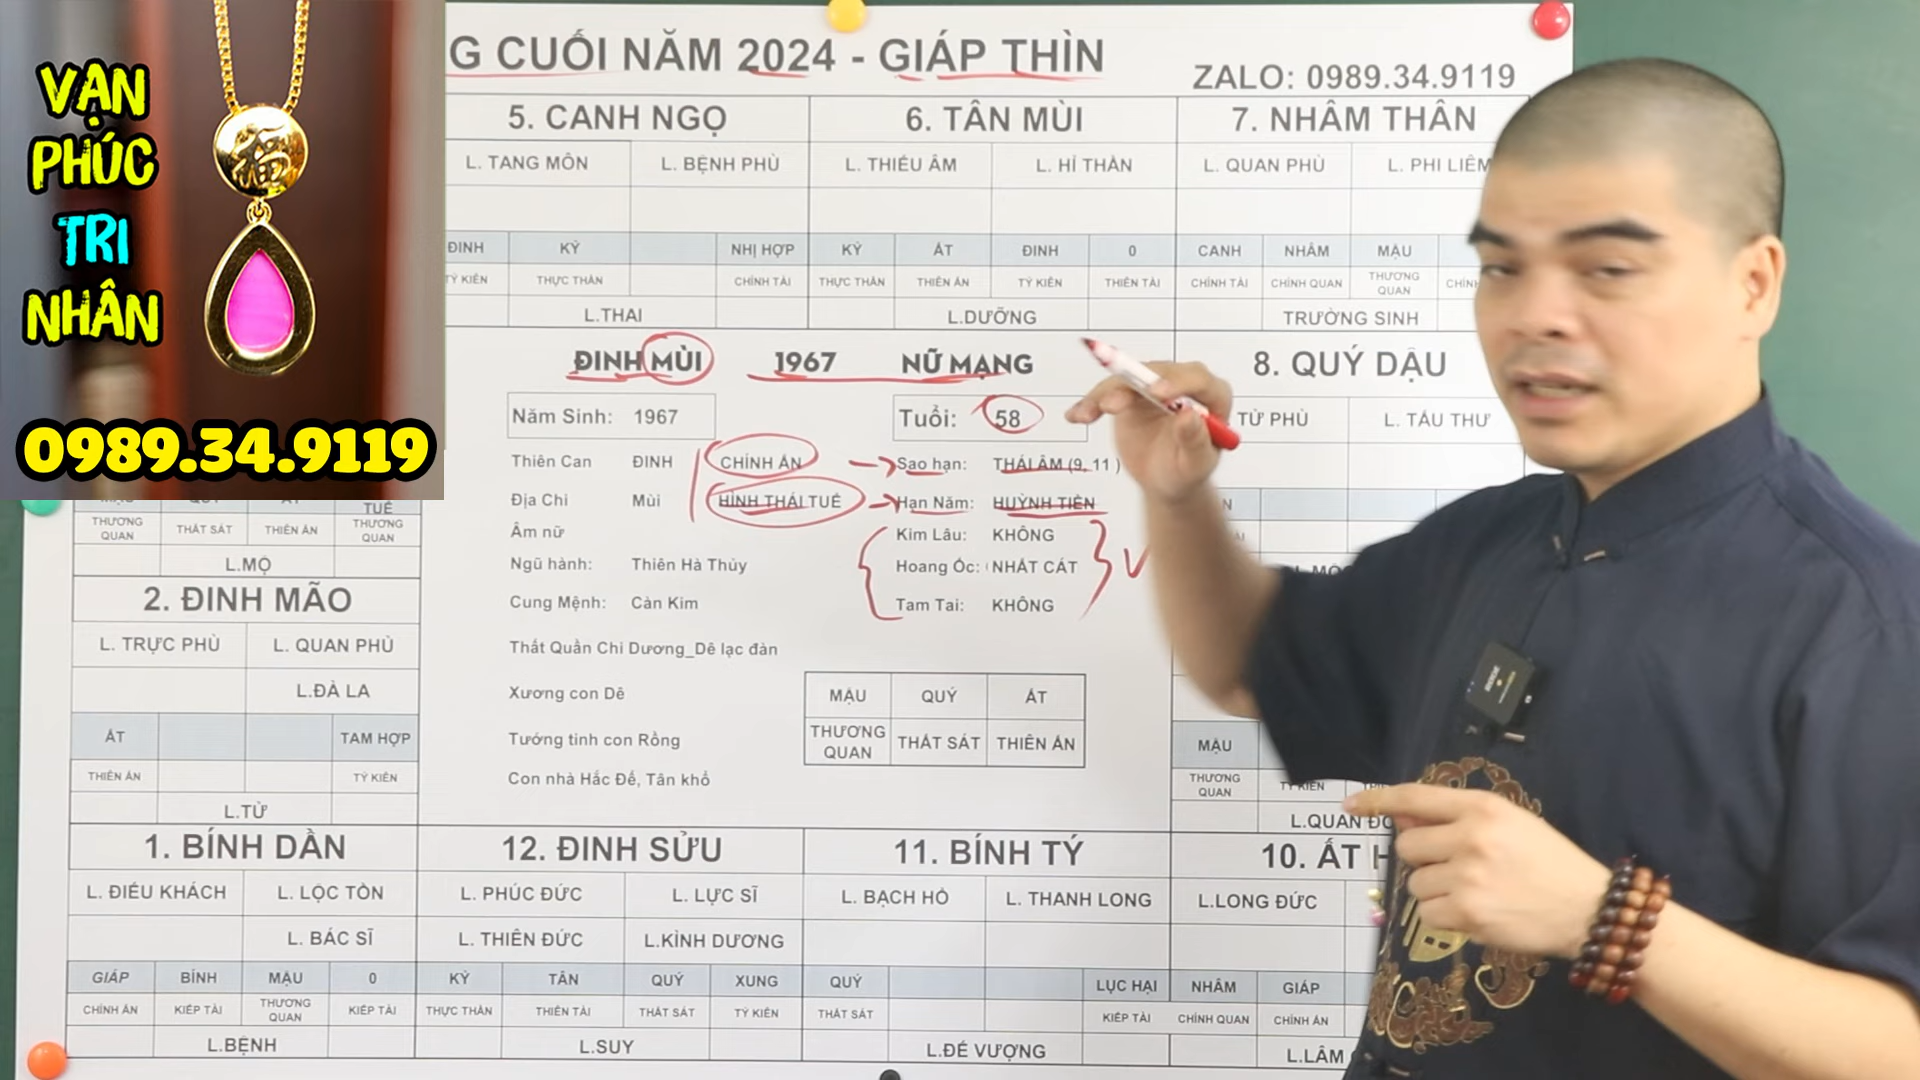 VẠN
PHÚC
TRI
NHÂN
0989.34.9119
G CUỐI NĂM 2024 - GIÁP THÌN
ZALO: 0989.34.9119
5. CANH NGỌ
6. TÂN MÙI
7. NHÂM THÂN
L. TANG MÔN
L. BỆNH PHÙ
L. THIẾU ÂM
L. HỈ THẦN
L. QUAN PHÙ
L. PHI LIÊM
ĐINH
KỶ
NHỊ HỢP
KỶ
ẤT
ĐINH
0
CANH
NHÂM
MẬU
TỶ KIÊN
THỰC THẦN
CHÍNH TÀI
THỰC THẦN
THIÊN ẤN
TỶ KIÊN
THIÊN TÀI
CHÍNH TÀI
CHÍNH QUAN
THƯƠNG QUAN
L.THAI
L.DƯỠNG
TRƯỜNG SINH
ĐINH MÙI
1967
NỮ MẠNG
8. QUÝ DẬU
Năm Sinh: 1967
Tuổi: 58
TỬ PHÙ
L. TẤU THƯ
Thiên Can ĐINH CHÍNH ẤN
Sao hạn: THÁI ÂM (9, 11 )
Địa Chi Mùi HÌNH THÁI TUẾ
Hạn Năm: HUỲNH TIỀN
Âm nữ
Kim Lâu: KHÔNG
Ngũ hành: Thiên Hà Thủy
Hoang Ốc: NHẤT CÁT
Cung Mệnh: Càn Kim
Tam Tai: KHÔNG
Thất Quần Chi Dương_Dê lạc đàn
Xương con Dê
Tướng tinh con Rồng
Con nhà Hắc Đế, Tân khổ
MẬU
QUÝ
ẤT
THƯƠNG QUAN
THẤT SÁT
THIÊN ẤN
TUẾ
THƯƠNG QUAN
THẤT SÁT
THIÊN ẤN
THƯƠNG QUAN
L.MỘ
2. ĐINH MÃO
L. TRỰC PHÙ
L. QUAN PHỦ
L.ĐÀ LA
ẤT
TAM HỢP
THIÊN ẤN
TỶ KIÊN
L.TỬ
MẬU
THƯƠNG QUAN
TỶ KIÊN
L.QUAN ĐỚ
1. BÍNH DẦN
12. ĐINH SỬU
11. BÍNH TÝ
10. ẤT H
L. ĐIẾU KHÁCH
L. LỘC TỒN
L. PHÚC ĐỨC
L. LỰC SĨ
L. BẠCH HỔ
L. THANH LONG
L.LONG ĐỨC
L. BÁC SĨ
L. THIÊN ĐỨC
L.KÌNH DƯƠNG
GIÁP
BÍNH
MẬU
0
KỶ
TÂN
QUÝ
XUNG
QUÝ
LỤC HẠI
NHÂM
GIÁP
CHÍNH ẤN
KIẾP TÀI
THƯƠNG QUAN
KIẾP TÀI
THỰC THẦN
THIÊN TÀI
THẤT SÁT
TỶ KIÊN
THẤT SÁT
KIẾP TÀI
CHÍNH QUAN
CHÍNH ẤN
L.BỆNH
L.SUY
L.ĐẾ VƯỢNG
L.LÂM